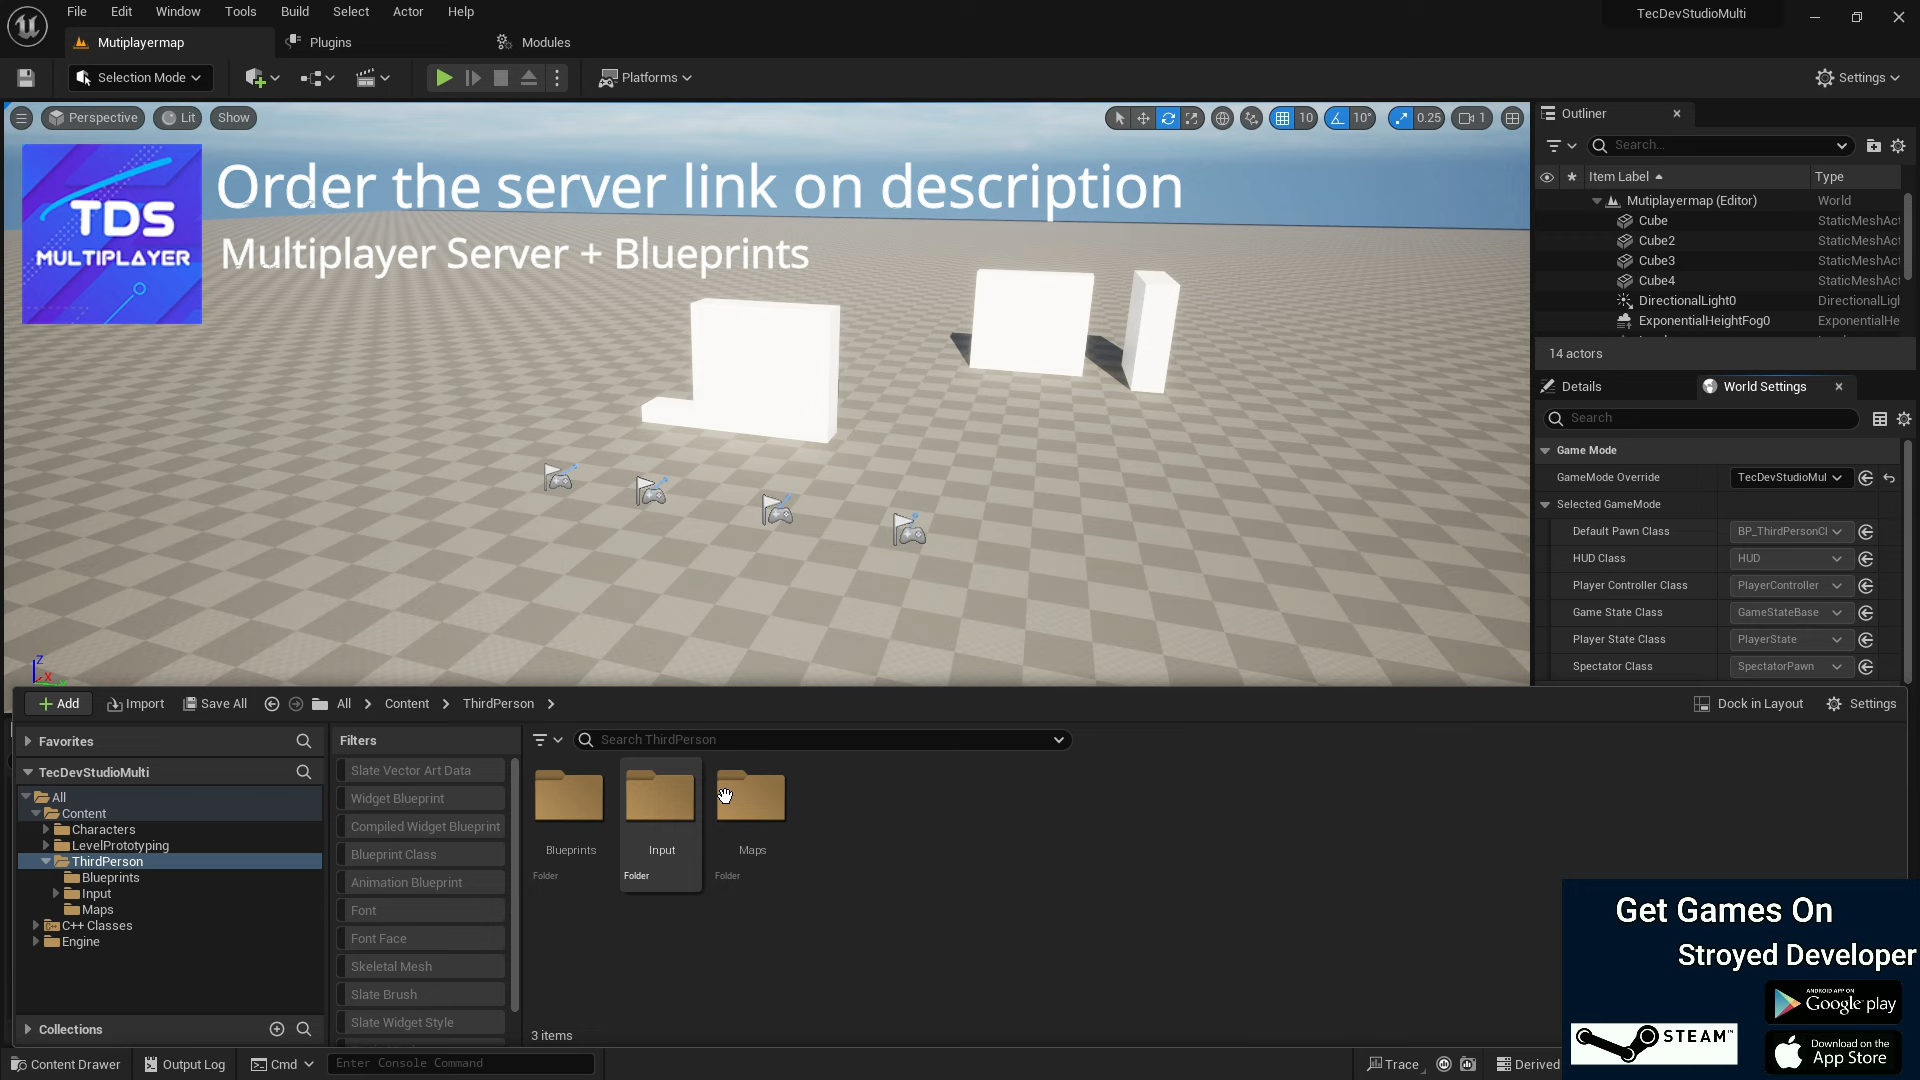 File Edit Window Tools Build Select Actor Help
TecDevStudioMulti
Mutiplayermap Plugins Modules
Selection Mode Platforms Settings
Perspective Lit Show 10 10° 0.25 1
TDS
MULTIPLAYER
Order the server link on description
Multiplayer Server + Blueprints
Z
X
Outliner
Search...
Item Label Type
Mutiplayermap (Editor) World
Cube StaticMeshAct
Cube2 StaticMeshAct
Cube3 StaticMeshAct
Cube4 StaticMeshAct
DirectionalLight0 DirectionalLigh
ExponentialHeightFog0 ExponentialHe
14 actors
Details World Settings
Search
Game Mode
GameMode Override TecDevStudioMul
Selected GameMode
Default Pawn Class BP_ThirdPersonCl
HUD Class HUD
Player Controller Class PlayerController
Game State Class GameStateBase
Player State Class PlayerState
Spectator Class SpectatorPawn
Add Import Save All All Content ThirdPerson Dock in Layout Settings
Favorites
TecDevStudioMulti
All
Content
Characters
LevelPrototyping
ThirdPerson
Blueprints
Input
Maps
C++ Classes
Engine
Collections
Filters
Slate Vector Art Data
Widget Blueprint
Compiled Widget Blueprint
Blueprint Class
Animation Blueprint
Font
Font Face
Skeletal Mesh
Slate Brush
Slate Widget Style
Search ThirdPerson
Blueprints Input Maps
Folder Folder Folder
3 items
Get Games On
Stroyed Developer
ANDROID APP ON
Google play
STEAM™
Download on the
App Store
Content Drawer Output Log Cmd Enter Console Command Trace Derived